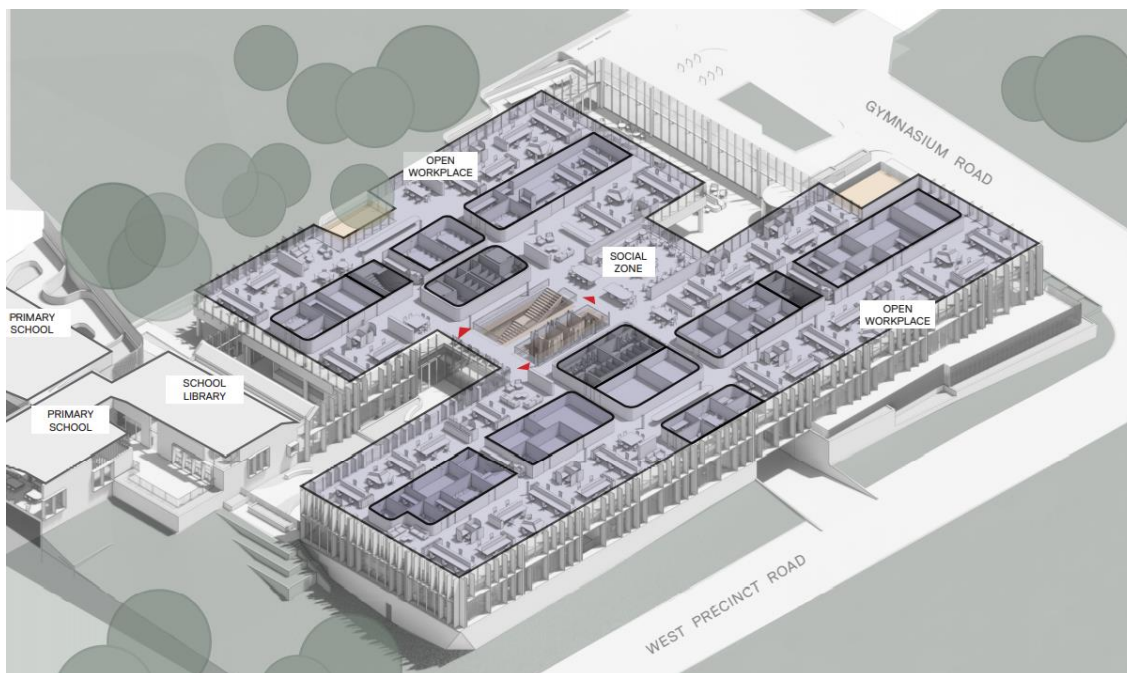 GYMNASIUM ROAD
OPEN
WORKPLACE
SOCIAL
ZONE
OPEN
WORKPLACE
PRIMARY
SCHOOL
SCHOOL
LIBRARY
PRIMARY
SCHOOL
WEST PRECINCT ROAD